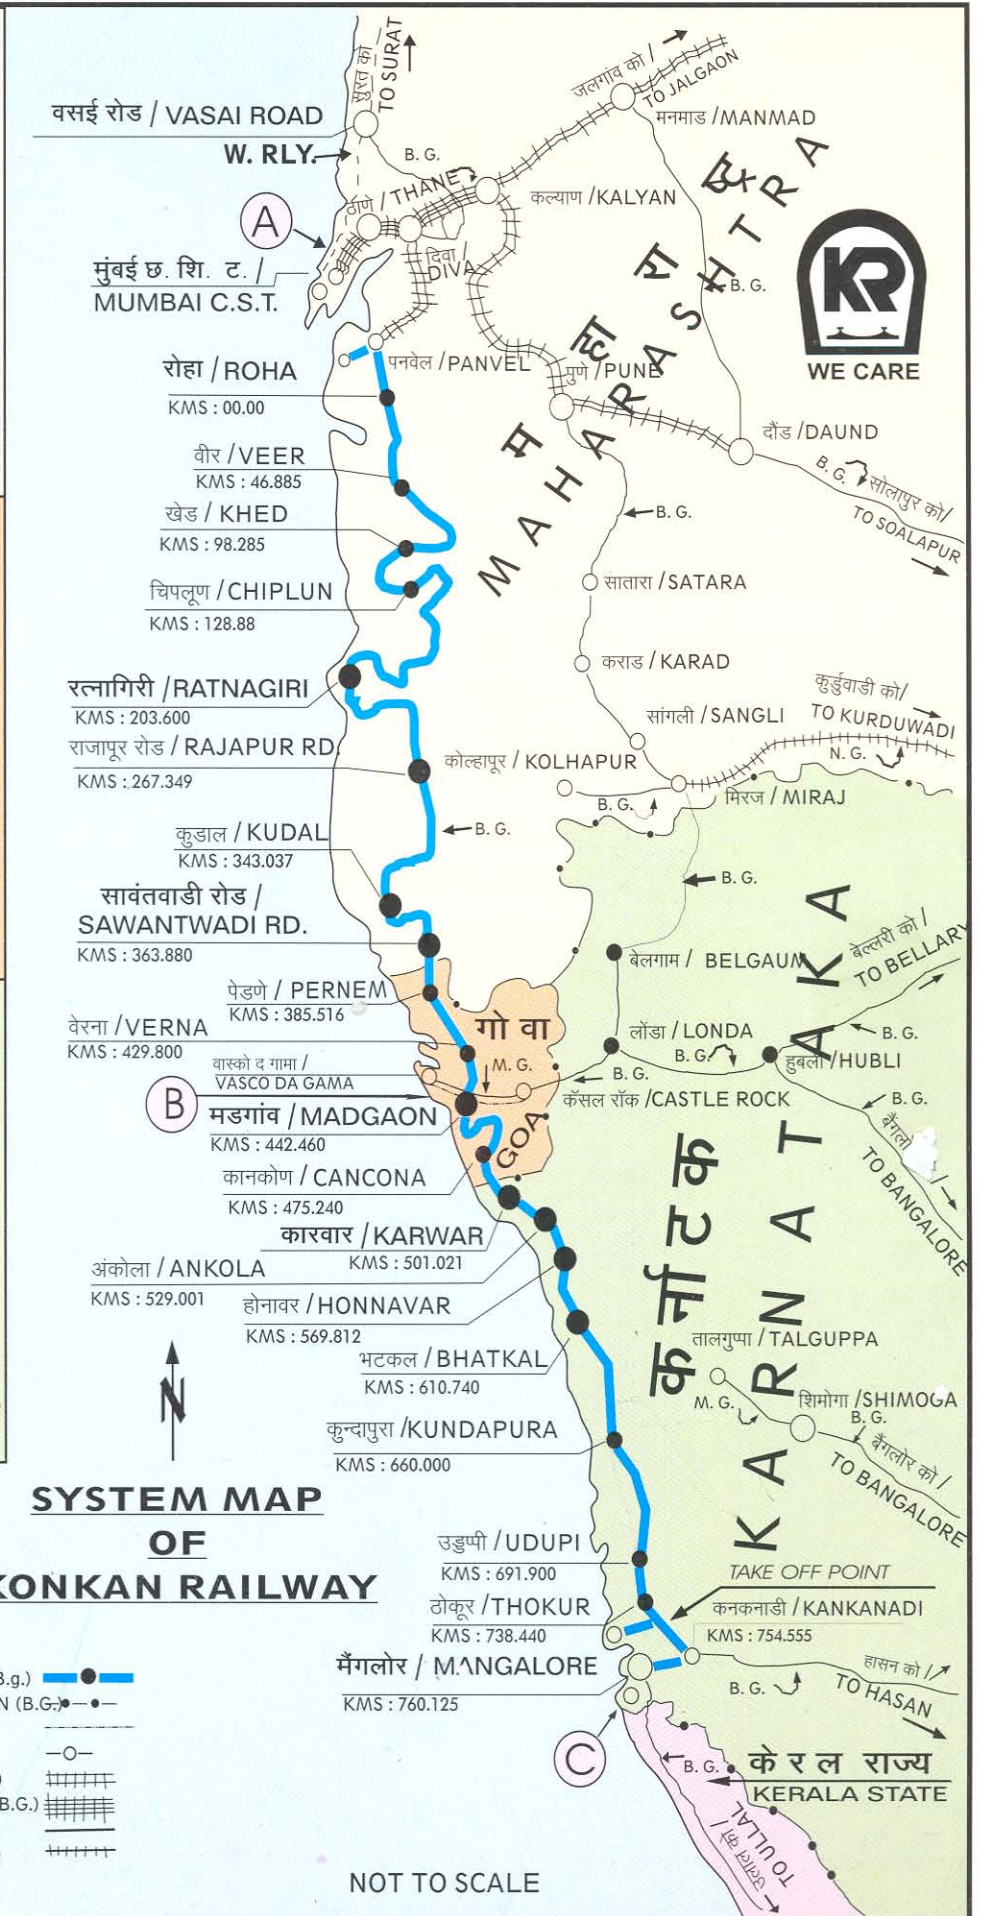 सुरत को
TO SURAT
जलगांव को /
TO JALGAON
वसई रोड / VASAI ROAD
मनमाड / MANMAD
W. RLY.
B. G.
ठाणे / THANE
कल्याण / KALYAN
A
दिवा /
DIVA
मुंबई छ. शि. ट. /
MUMBAI C.S.T.
B. G.
KR
WE CARE
महाराष्ट्र
MAHARASHTRA
पनवेल / PANVEL
पुणे / PUNE
रोहा / ROHA
KMS : 00.00
दौंड / DAUND
वीर / VEER
KMS : 46.885
B. G.
सोलापुर को/
TO SOALAPUR
खेड / KHED
KMS : 98.285
B. G.
चिपलूण / CHIPLUN
KMS : 128.88
सातारा / SATARA
कराड / KARAD
रत्नागिरी / RATNAGIRI
KMS : 203.600
कुर्डुवाडी को/
TO KURDUWADI
सांगली / SANGLI
N. G.
राजापूर रोड / RAJAPUR RD.
KMS : 267.349
कोल्हापूर / KOLHAPUR
B. G.
मिरज / MIRAJ
कुडाल / KUDAL
KMS : 343.037
B. G.
B. G.
सावंतवाडी रोड /
SAWANTWADI RD.
KMS : 363.880
बेलगाम / BELGAUM
बेल्लरी को /
TO BELLARY
पेडणे / PERNEM
KMS : 385.516
गो वा
GOA
वेरना / VERNA
KMS : 429.800
लोंडा / LONDA
B. G.
B. G.
हुबली / HUBLI
वास्को द गामा /
VASCO DA GAMA
M. G.
B. G.
कॅसल रॉक / CASTLE ROCK
B. G.
B
मडगांव / MADGAON
KMS : 442.460
TO BANGALORE
कानकोण / CANCONA
KMS : 475.240
कर्नाटक
KARNATAKA
कारवार / KARWAR
KMS : 501.021
अंकोला / ANKOLA
KMS : 529.001
होनावर / HONNAVAR
KMS : 569.812
तालगुप्पा / TALGUPPA
भटकल / BHATKAL
KMS : 610.740
M. G.
शिमोगा / SHIMOGA
B. G.
बैंगलोर को /
TO BANGALORE
N
कुन्दापुरा / KUNDAPURA
KMS : 660.000
SYSTEM MAP
OF
KONKAN RAILWAY
उडुप्पी / UDUPI
KMS : 691.900
TAKE OFF POINT
ठोकूर / THOKUR
KMS : 738.440
कनकनाडी / KANKANADI
KMS : 754.555
मैंगलोर / MANGALORE
KMS : 760.125
हासन को /
TO HASAN
B. G.
B.g.)
N (B.G.)
B.G.)
C
B. G.
केरल राज्य
KERALA STATE
उल्लाल को /
TO ULLAL
NOT TO SCALE